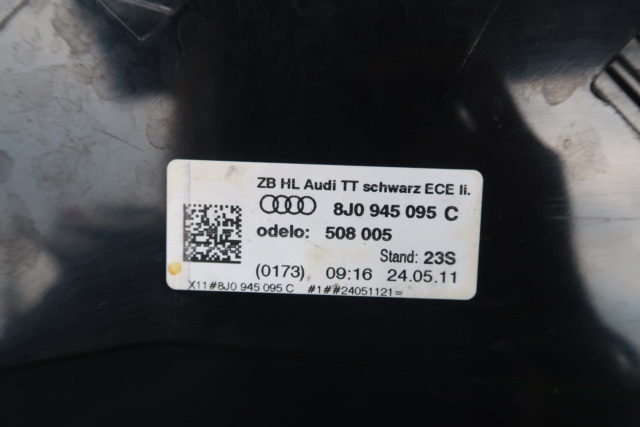 ZB HL Audi TT schwarz ECE li.
8J0 945 095 C
odelo: 508 005
Stand: 23S
(0173) 09:16 24.05.11
X11#8J0 945 095 C #1##24051121=